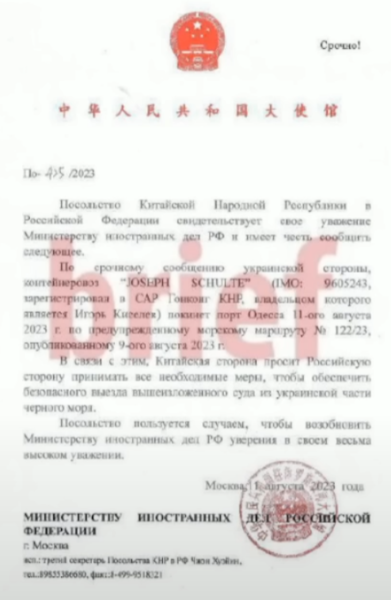 Срочно!
中华人民共和国大使馆
По- 435 /2023
Посольство Китайской Народной Республики в
Российской Федерации свидетельствует свое уважение
Министерству иностранных дел РФ и имеет честь сообщить
следующее.
По срочному сообщению украинской стороны,
контейнеровоз "JOSEPH SCHULTE" (IMO: 9605243,
зарегистрирован в САР Гонконг КНР, владельцом которого
является Игорь Киселев) покинет порт Одесса 11-ого августа
2023 г. по предупрежденному морскому маршруту № 122/23,
опубликованному 9-ого августа 2023 г.
В связи с этим, Китайская сторона просит Российскую
сторону принимать все необходимые меры, чтобы обеспечить
безопасного выезда вышеизложенного суда из украинской части
черного моря.
Посольство пользуется случаем, чтобы возобновить
Министерству иностранных дел РФ уверения в своем весьма
высоком уважении.
brief
Москва, 11 августа 2023 года
МИНИСТЕРСТВУ ИНОСТРАННЫХ ДЕЛ РОССИЙСКОЙ
ФЕДЕРАЦИИ
г. Москва
исп.: третий секретарь Посольства КНР в РФ Чжон
тел.:89855386680, факс:8-499-9518321